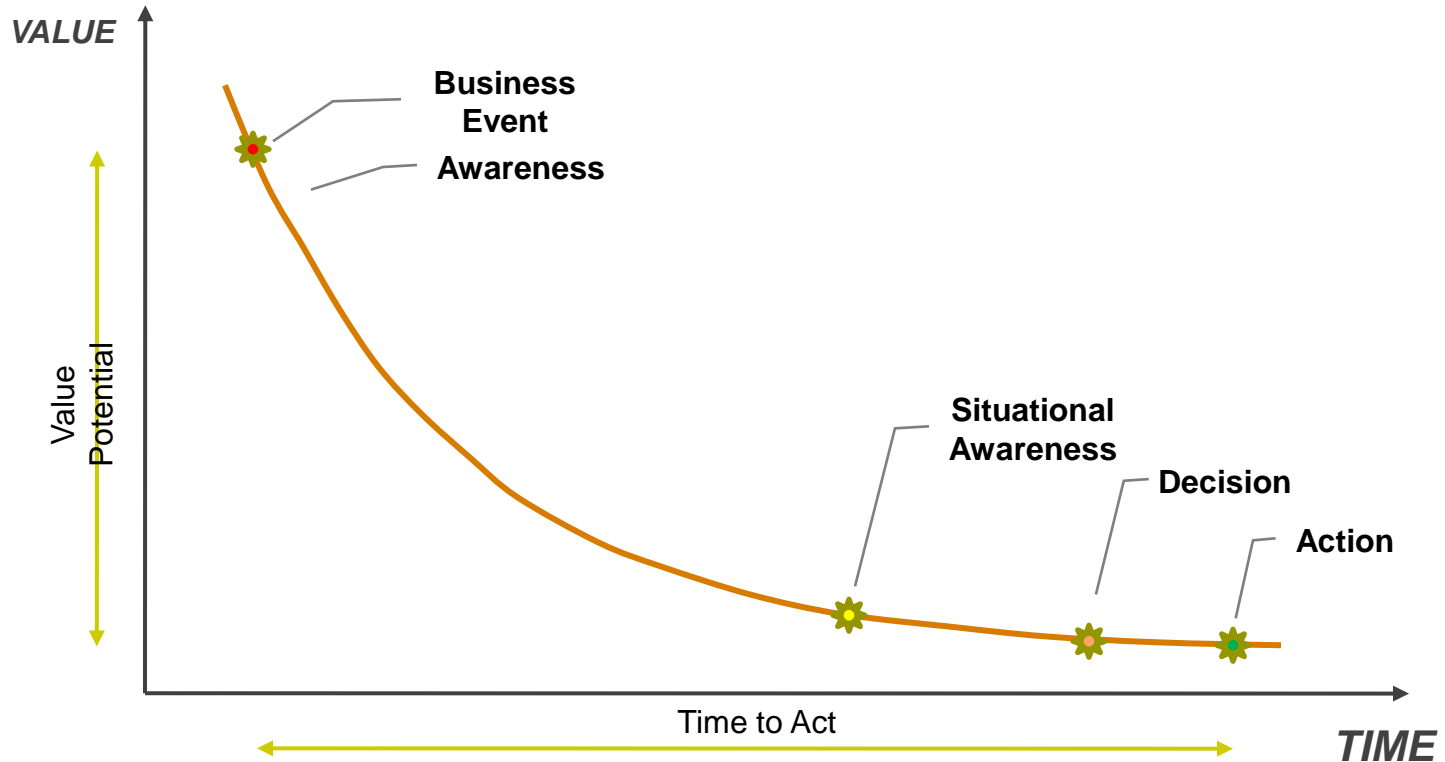 VALUE
Business
Event
Awareness
Value
Potential
Situational
Awareness
Decision
Action
Time to Act
TIME